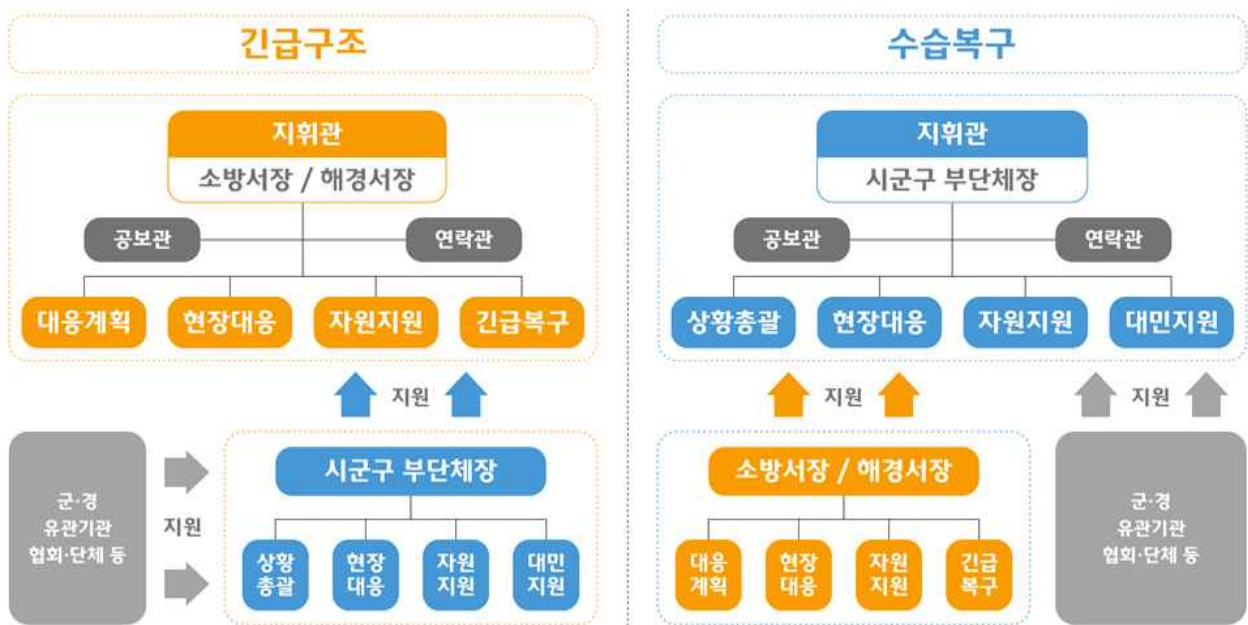 긴급구조
지휘관
소방서장 / 해경서장
공보관
연락관
대응계획
현장대응
자원지원
긴급복구
지원
군·경
유관기관
협회·단체 등
지원
시군구 부단체장
상황
총괄
현장
대응
자원
지원
대민
지원
수습복구
지휘관
시군구 부단체장
공보관
연락관
상황총괄
현장대응
자원지원
대민지원
지원
지원
소방서장 / 해경서장
대응
계획
현장
대응
자원
지원
긴급
복구
군·경
유관기관
협회·단체 등